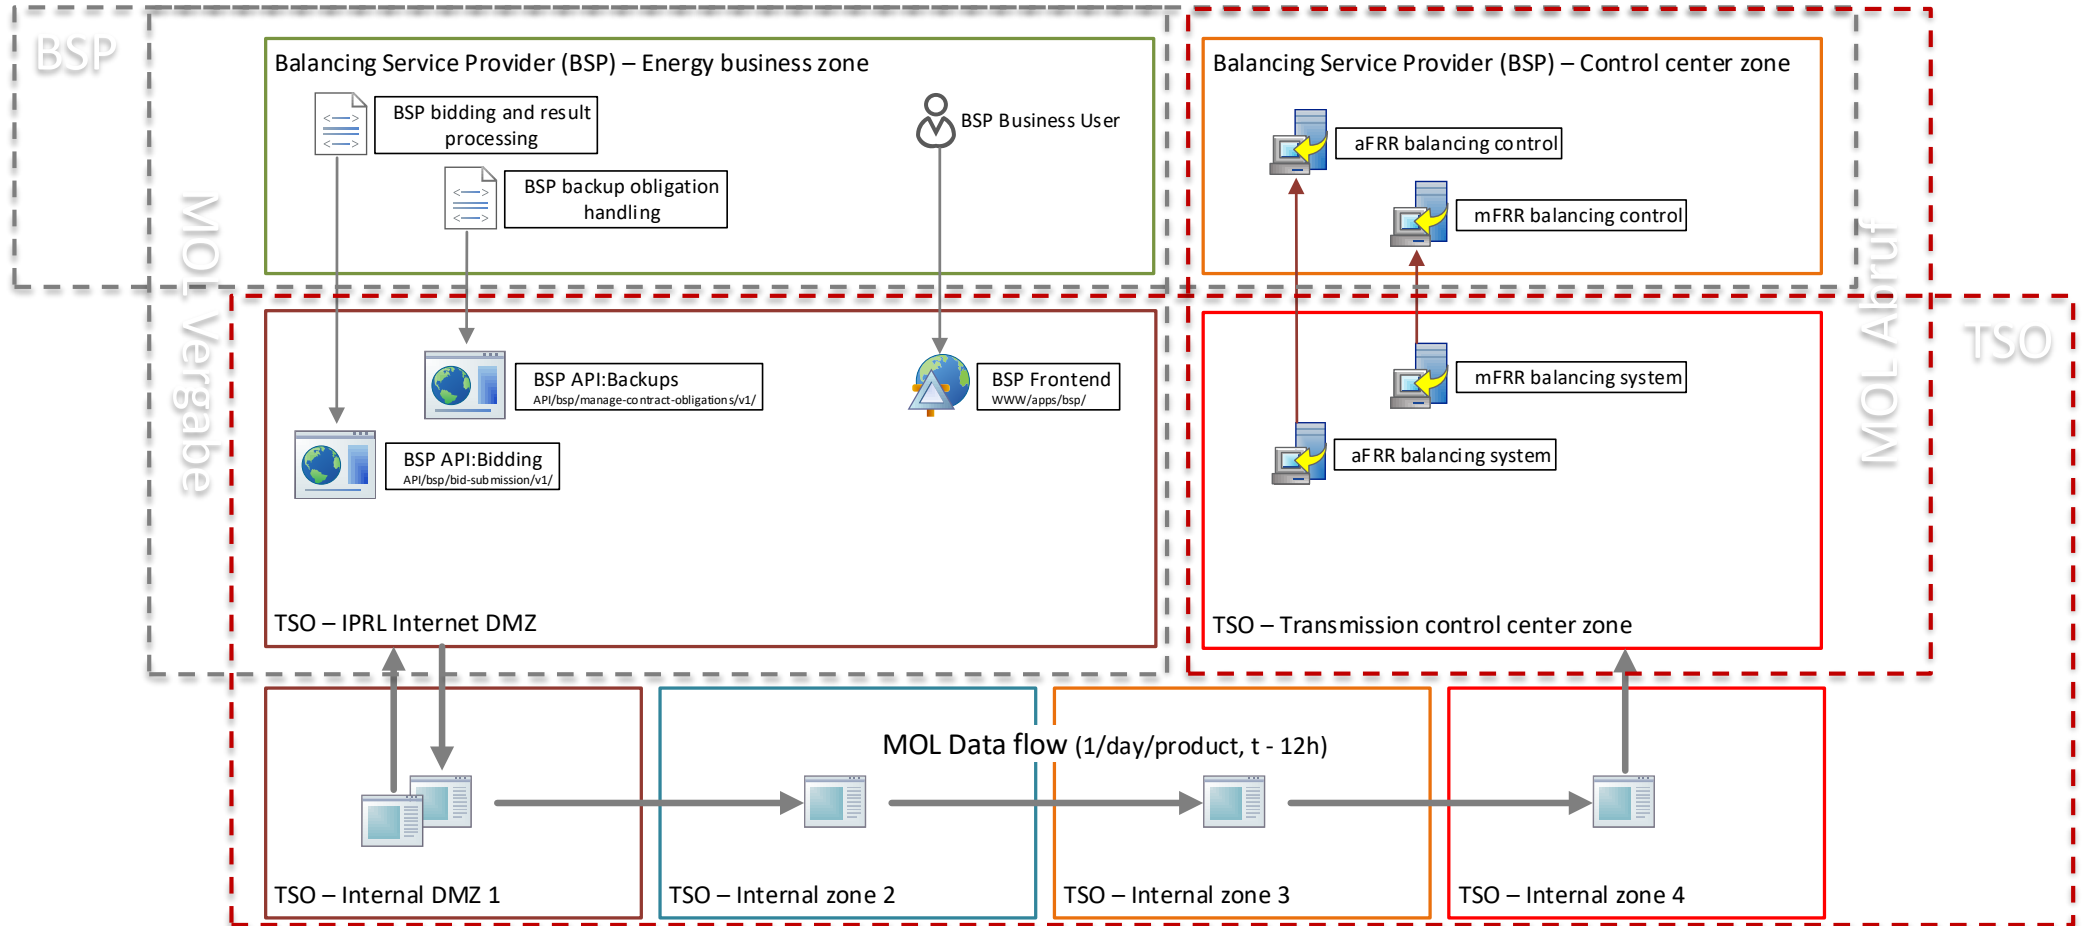 BSP
Balancing Service Provider (BSP) – Energy business zone
BSP bidding and result
processing
BSP backup obligation
handling
BSP Business User
Balancing Service Provider (BSP) – Control center zone
aFRR balancing control
mFRR balancing control
MOL Vergabe
MOL Abruf
TSO
BSP API:Backups
API/bsp/manage-contract-obligations/v1/
BSP API:Bidding
API/bsp/bid-submission/v1/
BSP Frontend
WWW/apps/bsp/
TSO – IPRL Internet DMZ
mFRR balancing system
aFRR balancing system
TSO – Transmission control center zone
MOL Data flow (1/day/product, t - 12h)
TSO – Internal DMZ 1
TSO – Internal zone 2
TSO – Internal zone 3
TSO – Internal zone 4